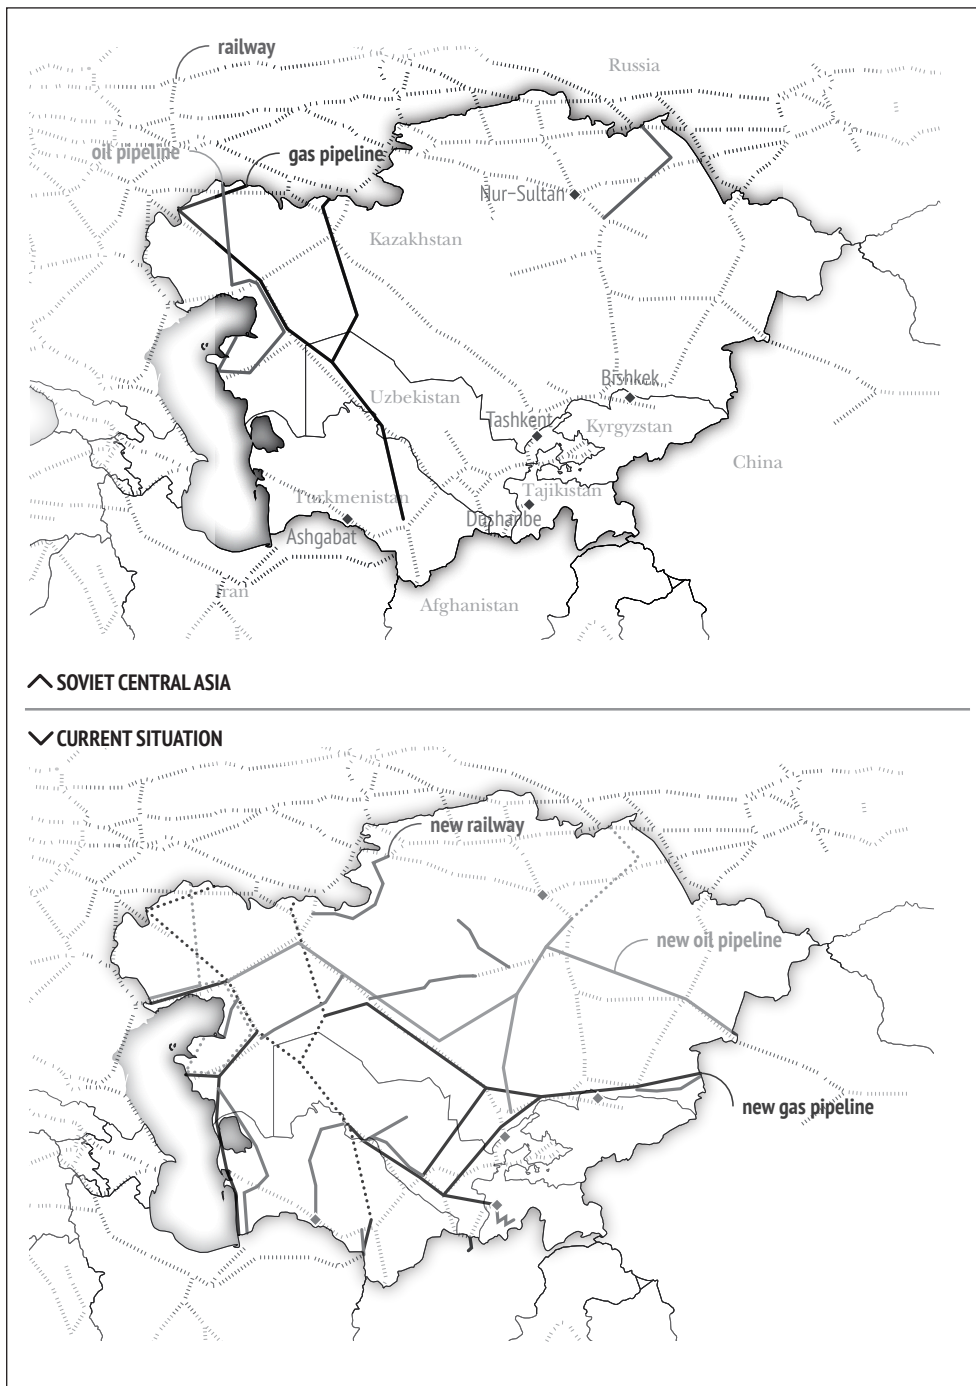 railway
Russia
oil pipeline
gas pipeline
Nur-Sultan
Kazakhstan
Bishkek
Uzbekistan
Tashkent
Kyrgyzstan
China
Turkmenistan
Tajikistan
Dushanbe
Ashgabat
Iran
Afghanistan
SOVIET CENTRAL ASIA
CURRENT SITUATION
new railway
new oil pipeline
new gas pipeline